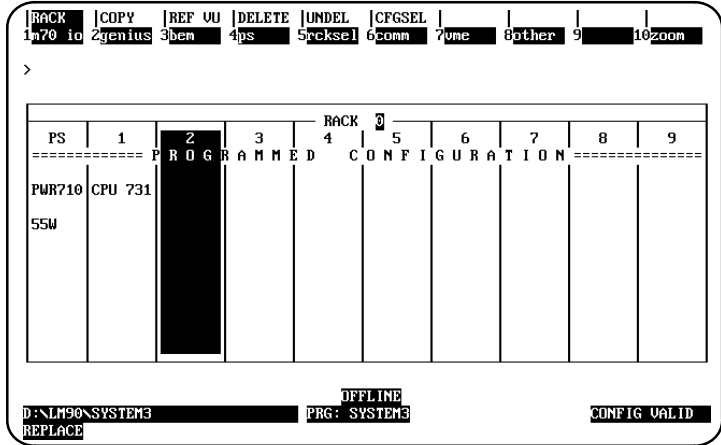 |RACK |COPY |REF VU |DELETE |UNDEL |CFGSEL | | | |
1m70 io 2genius 3bem 4ps 5rcksel 6comm 7vme 8other 9 10zoom
>
RACK 0
PS 1 2 3 4 5 6 7 8 9
============ P R O G R A M M E D C O N F I G U R A T I O N ===============
PWR710 CPU 731
55W
OFFLINE
D:\LM90\SYSTEM3 PRG: SYSTEM3 CONFIG VALID
REPLACE